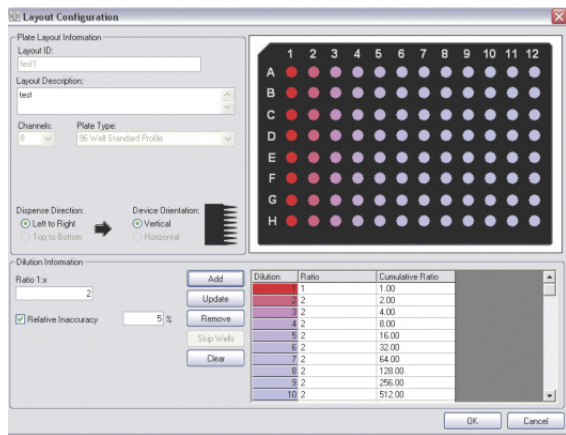 Layout Configuration
Plate Layout Information
Layout ID:
test1
Layout Description:
test
Channels: Plate Type:
8 96 Well Standard Profile
Dispense Direction: Device Orientation:
Left to Right Vertical
Top to Bottom Horizontal
1 2 3 4 5 6 7 8 9 10 11 12
A
B
C
D
E
F
G
H
Dilution Information
Ratio 1:x
2
Relative Inaccuracy 5 %
Add
Update
Remove
Skip Wells
Clear
Dilution Ratio Cumulative Ratio
1 1 1.00
2 2 2.00
3 2 4.00
4 2 8.00
5 2 16.00
6 2 32.00
7 2 64.00
8 2 128.00
9 2 256.00
10 2 512.00
OK Cancel